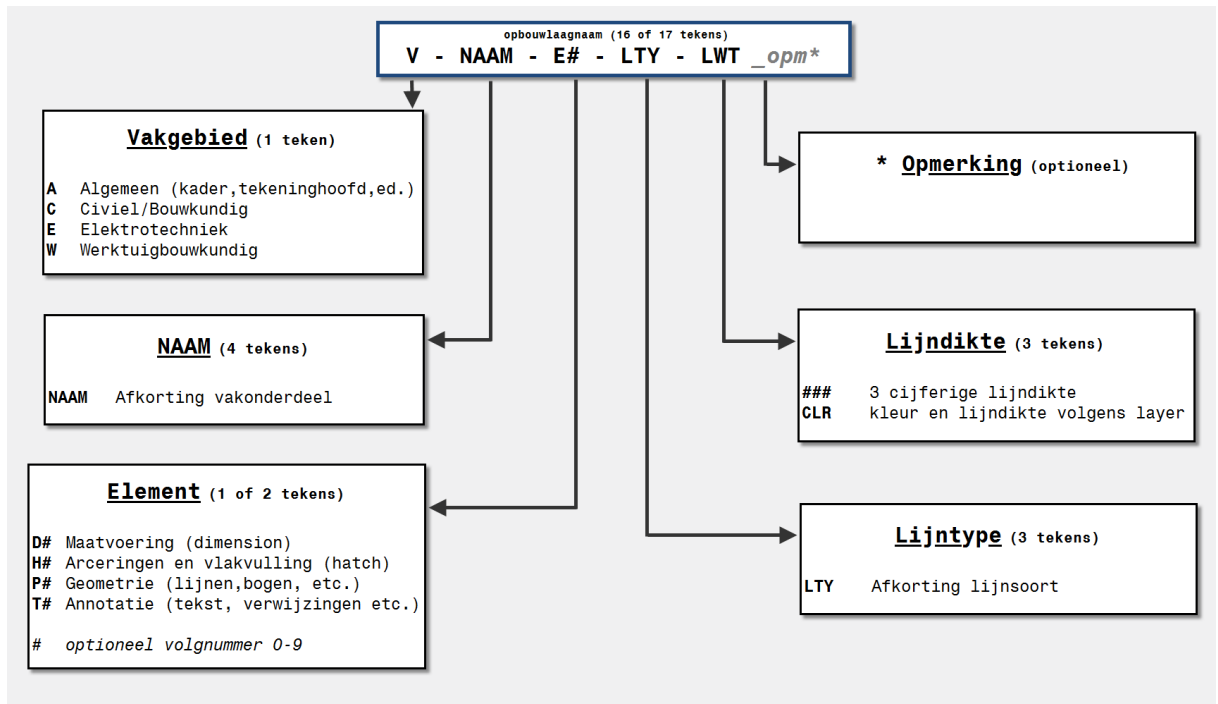 opbouwlaagnaam (16 of 17 tekens)
V - NAAM - E# - LTY - LWT _opm*
Vakgebied (1 teken)
A Algemeen (kader,tekeninghoofd,ed.)
C Civiel/Bouwkundig
E Elektrotechniek
W Werktuigbouwkundig
NAAM (4 tekens)
NAAM Afkorting vakonderdeel
Element (1 of 2 tekens)
D# Maatvoering (dimension)
H# Arceringen en vlakvulling (hatch)
P# Geometrie (lijnen,bogen, etc.)
T# Annotatie (tekst, verwijzingen etc.)
# optioneel volgnummer 0-9
* Opmerking (optioneel)
Lijndikte (3 tekens)
### 3 cijferige lijndikte
CLR kleur en lijndikte volgens layer
Lijntype (3 tekens)
LTY Afkorting lijnsoort